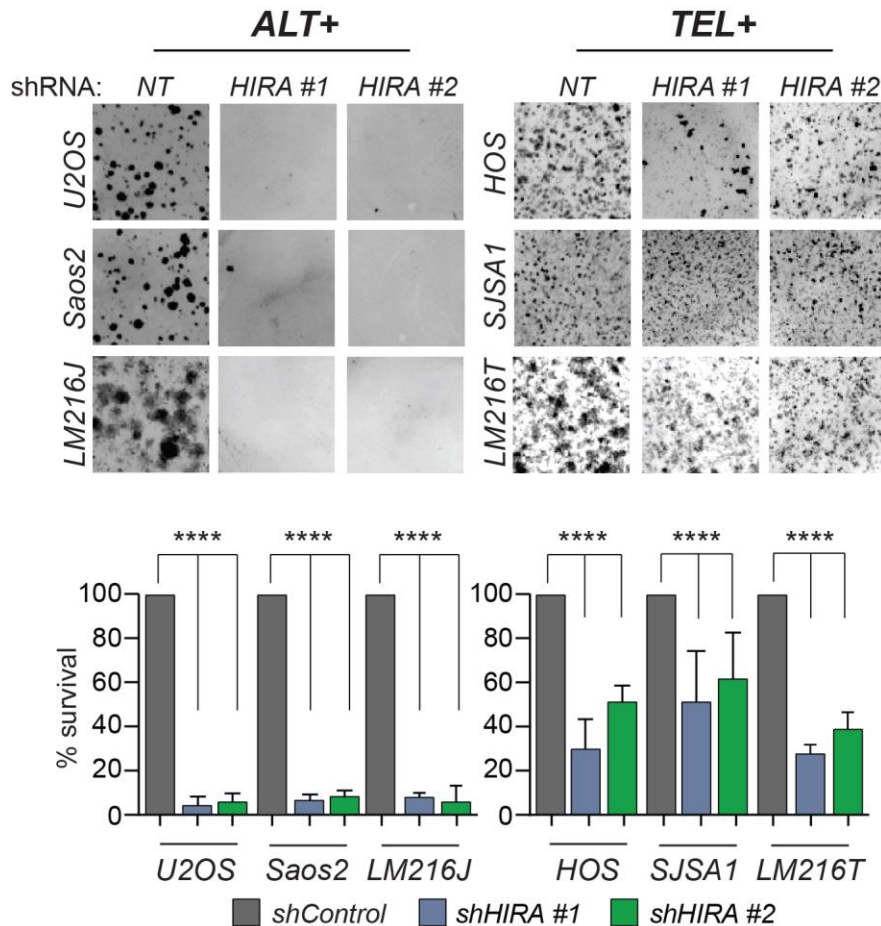 ALT+ TEL+
shRNA: NT HIRA #1 HIRA #2 NT HIRA #1 HIRA #2
U2OS HOS
Saos2 SJSA1
LM216J LM216T
**** **** **** **** **** ****
% survival
100 100
80 80
60 60
40 40
20 20
0 0
U2OS Saos2 LM216J HOS SJSA1 LM216T
shControl shHIRA #1 shHIRA #2